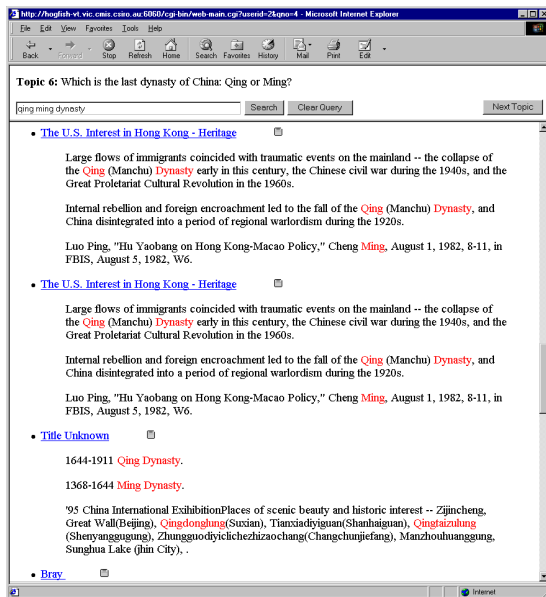 http://hogfish-vt.vic.cmis.csiro.au:6060/cgi-bin/web-main.cgi?userid=2&qno=4 - Microsoft Internet Explorer
File Edit View Favorites Tools Help
Back Forward Stop Refresh Home Search Favorites History Mail Print Edit
Topic 6: Which is the last dynasty of China: Qing or Ming?
qing ming dynasty Search Clear Query Next Topic
• The U.S. Interest in Hong Kong - Heritage
Large flows of immigrants coincided with traumatic events on the mainland -- the collapse of
the Qing (Manchu) Dynasty early in this century, the Chinese civil war during the 1940s, and the
Great Proletariat Cultural Revolution in the 1960s.
Internal rebellion and foreign encroachment led to the fall of the Qing (Manchu) Dynasty, and
China disintegrated into a period of regional warlordism during the 1920s.
Luo Ping, "Hu Yaobang on Hong Kong-Macao Policy," Cheng Ming, August 1, 1982, 8-11, in
FBIS, August 5, 1982, W6.
• The U.S. Interest in Hong Kong - Heritage
Large flows of immigrants coincided with traumatic events on the mainland -- the collapse of
the Qing (Manchu) Dynasty early in this century, the Chinese civil war during the 1940s, and the
Great Proletariat Cultural Revolution in the 1960s.
Internal rebellion and foreign encroachment led to the fall of the Qing (Manchu) Dynasty, and
China disintegrated into a period of regional warlordism during the 1920s.
Luo Ping, "Hu Yaobang on Hong Kong-Macao Policy," Cheng Ming, August 1, 1982, 8-11, in
FBIS, August 5, 1982, W6.
• Title Unknown
1644-1911 Qing Dynasty.
1368-1644 Ming Dynasty.
'95 China International ExihibitionPlaces of scenic beauty and historic interest -- Zijincheng,
Great Wall(Beijing), Qingdonglung(Suxian), Tianxiadiyiguan(Shanhaiguan), Qingtaizulung
(Shenyanggugung), Zhungguodiyiclichezhizaochang(Changchunjiefang), Manzhouhuanggung,
Sunghua Lake (jhin City), .
• Bray
Internet